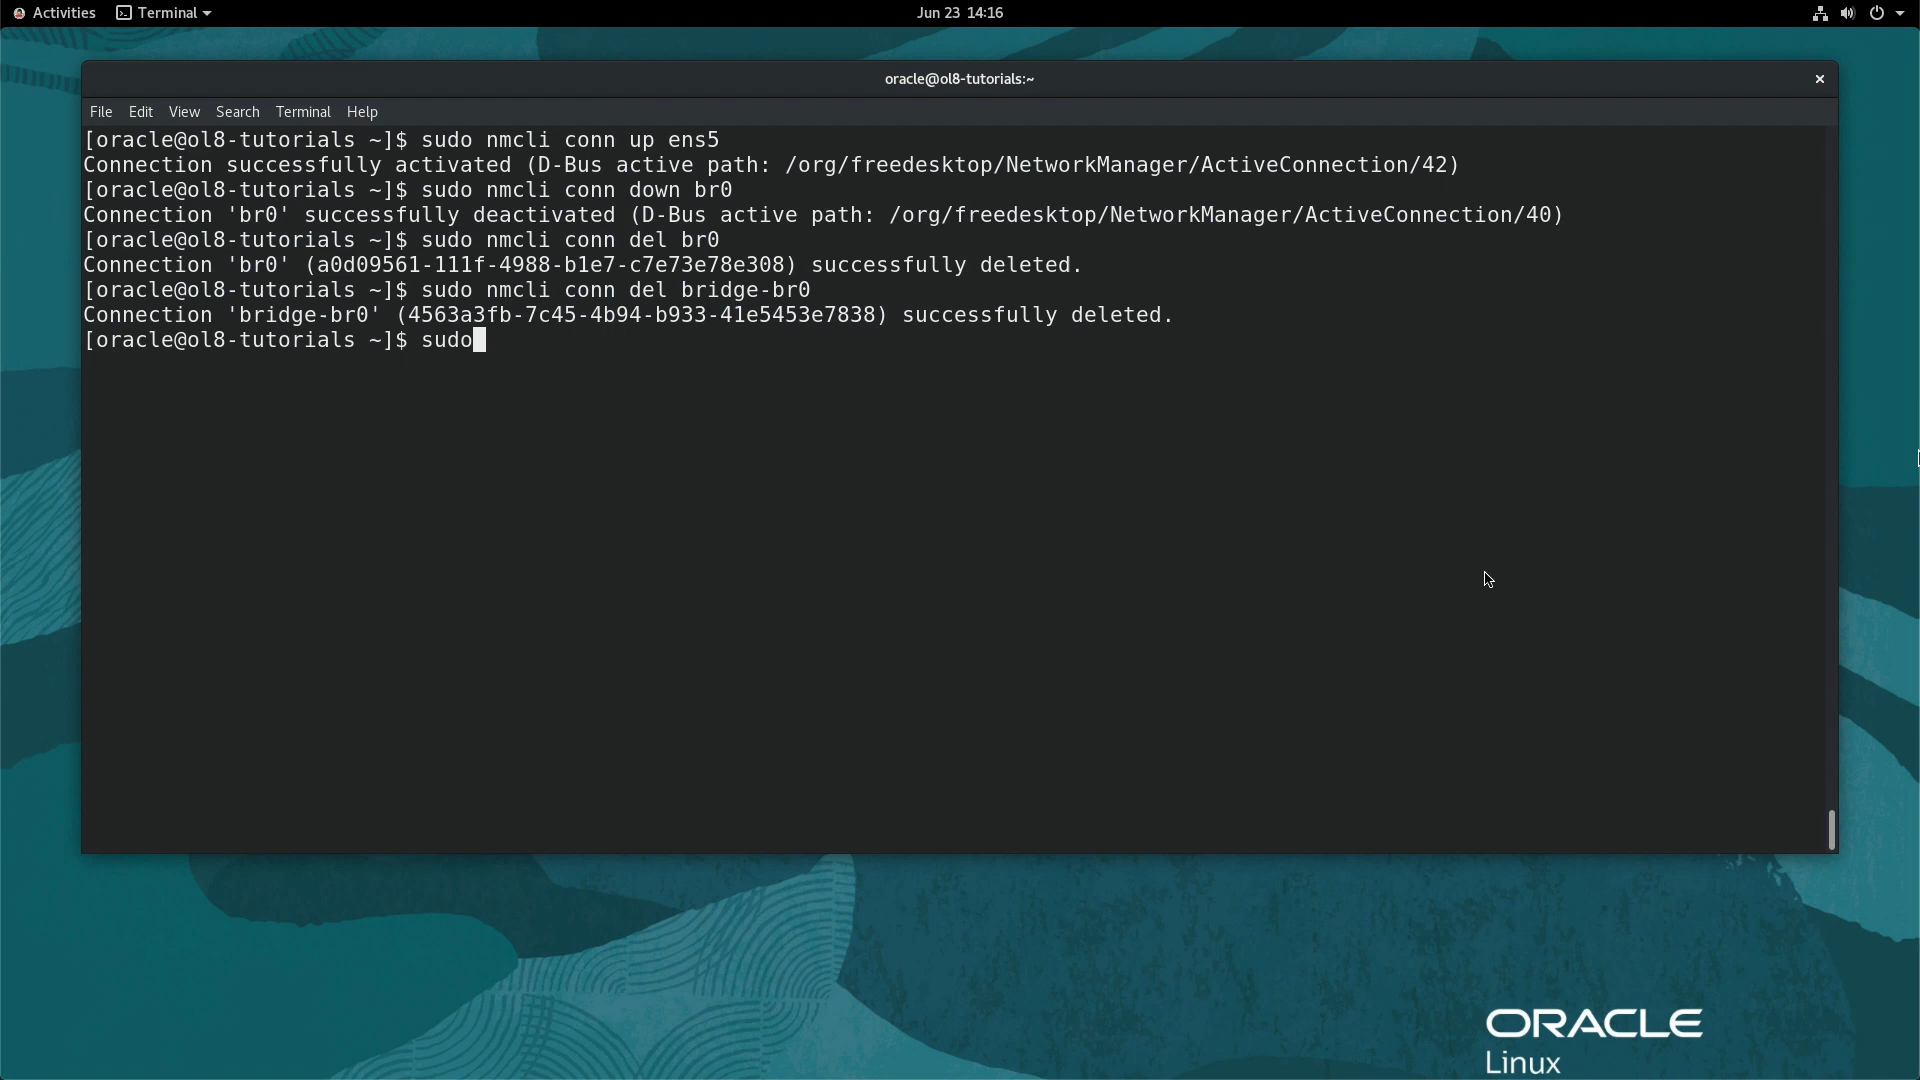 Activities Terminal Jun 23 14:16
oracle@ol8-tutorials:~
File Edit View Search Terminal Help
[oracle@ol8-tutorials ~]$ sudo nmcli conn up ens5
Connection successfully activated (D-Bus active path: /org/freedesktop/NetworkManager/ActiveConnection/42)
[oracle@ol8-tutorials ~]$ sudo nmcli conn down br0
Connection 'br0' successfully deactivated (D-Bus active path: /org/freedesktop/NetworkManager/ActiveConnection/40)
[oracle@ol8-tutorials ~]$ sudo nmcli conn del br0
Connection 'br0' (a0d09561-111f-4988-b1e7-c7e73e78e308) successfully deleted.
[oracle@ol8-tutorials ~]$ sudo nmcli conn del bridge-br0
Connection 'bridge-br0' (4563a3fb-7c45-4b94-b933-41e5453e7838) successfully deleted.
[oracle@ol8-tutorials ~]$ sudo
ORACLE
Linux